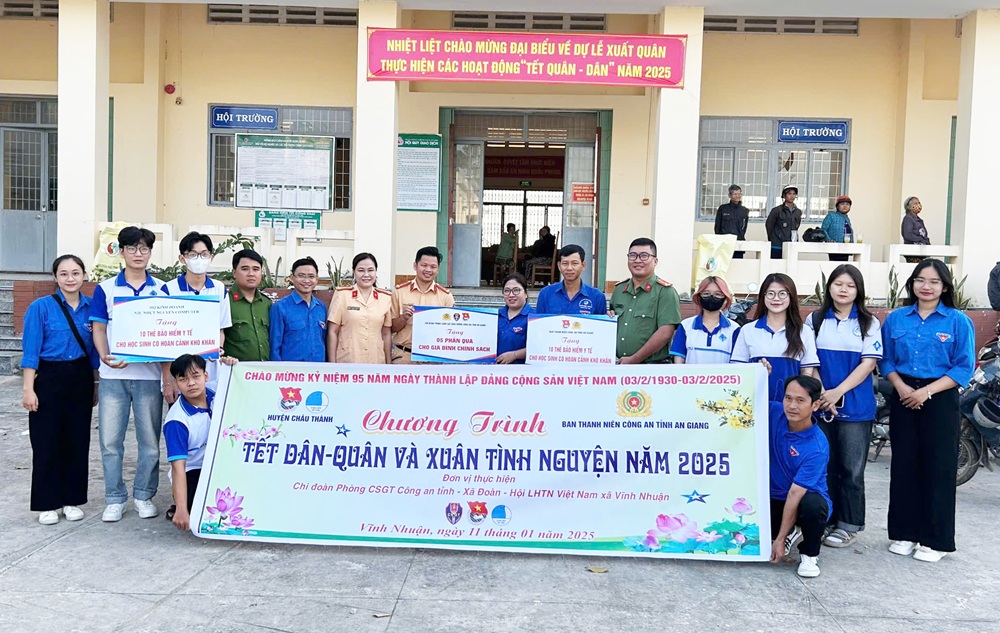 NHIỆT LIỆT CHÀO MỪNG ĐẠI BIỂU VỀ DỰ LỄ XUẤT QUÂN
THỰC HIỆN CÁC HOẠT ĐỘNG "TẾT QUÂN - DÂN" NĂM 2025
HỘI TRƯỜNG
HỘI TRƯỜNG
HỘ KINH DOANH
Tặng
10 THẺ BẢO HIỂM Y TẾ
CHO HỌC SINH CÓ HOÀN CẢNH KHÓ KHĂN
Tặng
05 PHẦN QUÀ
CHO GIA ĐÌNH CHÍNH SÁCH
Tặng
10 THẺ BẢO HIỂM Y TẾ
CHO HỌC SINH CÓ HOÀN CẢNH KHÓ KHĂN
CHÀO MỪNG KỶ NIỆM 95 NĂM NGÀY THÀNH LẬP ĐẢNG CỘNG SẢN VIỆT NAM (03/2/1930-03/2/2025)
HUYỆN CHÂU THÀNH
BAN THANH NIÊN CÔNG AN TỈNH AN GIANG
Chương Trình
TẾT DÂN-QUÂN VÀ XUÂN TÌNH NGUYỆN NĂM 2025
Đơn vị thực hiện
Chi đoàn Phòng CSGT Công an tỉnh - Xã Đoàn - Hội LHTN Việt Nam xã Vĩnh Nhuận
Vĩnh Nhuận, ngày 11 tháng 01 năm 2025